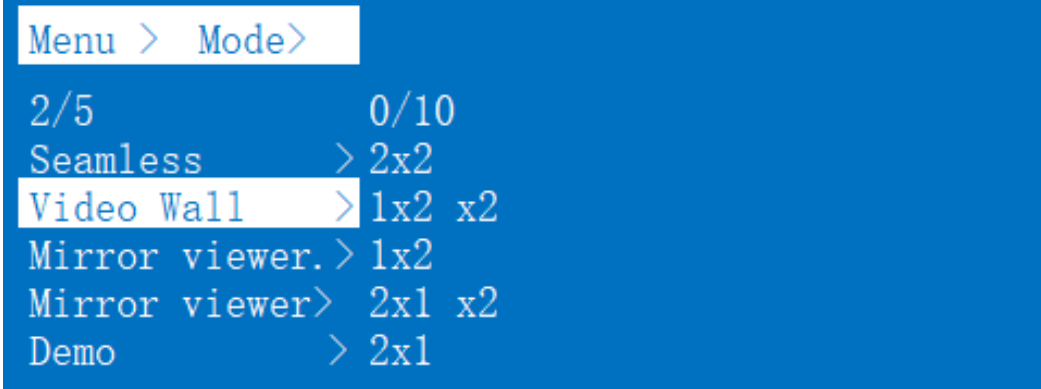 Menu > Mode>
2/5 0/10
Seamless > 2x2
Video Wall > 1x2 x2
Mirror viewer. > 1x2
Mirror viewer> 2x1 x2
Demo > 2x1